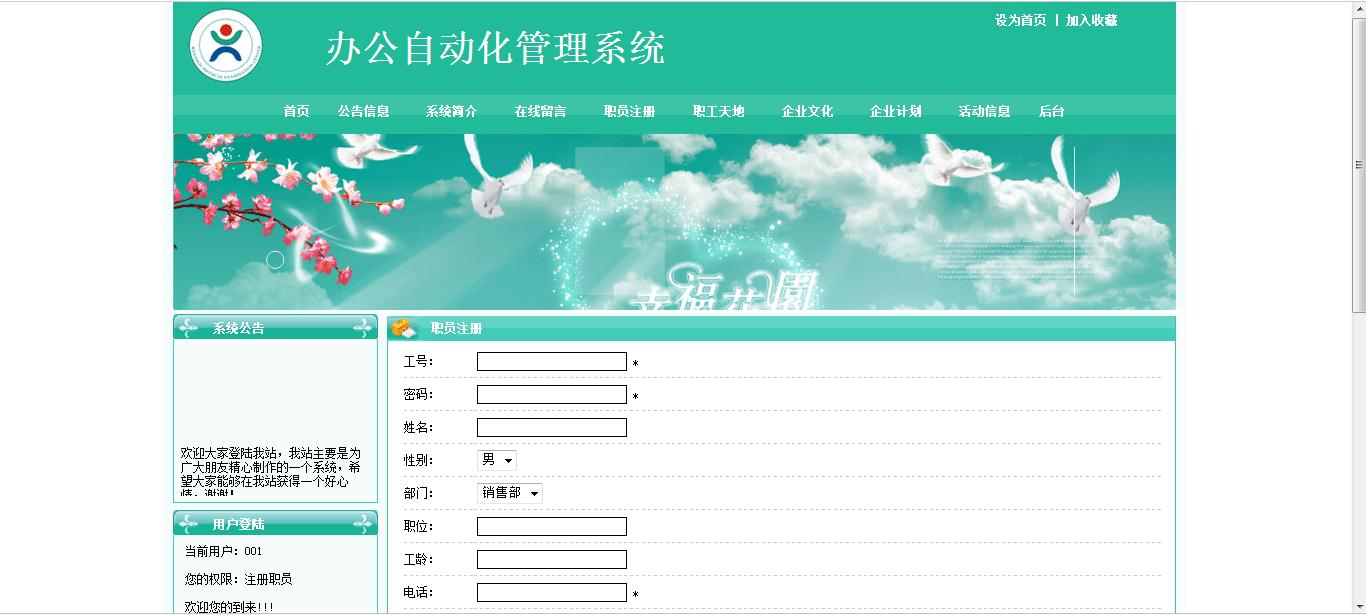 设为首页 | 加入收藏
办公自动化管理系统
首页 公告信息 系统简介 在线留言 职员注册 职工天地 企业文化 企业计划 活动信息 后台
幸福花園
系统公告
欢迎大家登陆我站，我站主要是为
广大朋友精心制作的一个系统，希
望大家能够在我站获得一个好心
情，谢谢！
用户登陆
当前用户：001
您的权限：注册职员
欢迎您的到来!!!
职员注册
工号： *
密码： *
姓名：
性别： 男
部门： 销售部
职位：
工龄：
电话： *